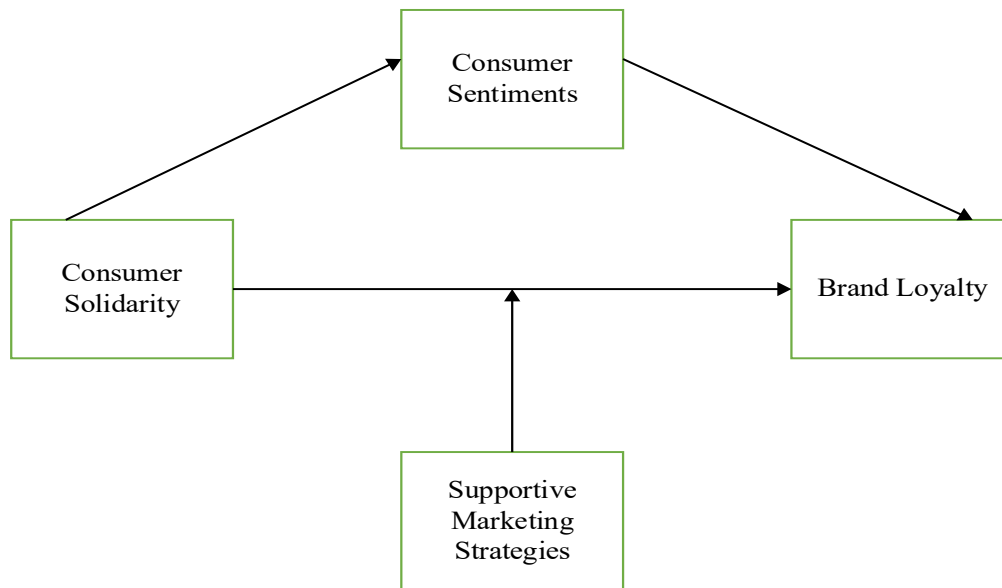 Consumer
Sentiments
Consumer
Solidarity
Brand Loyalty
Supportive
Marketing
Strategies